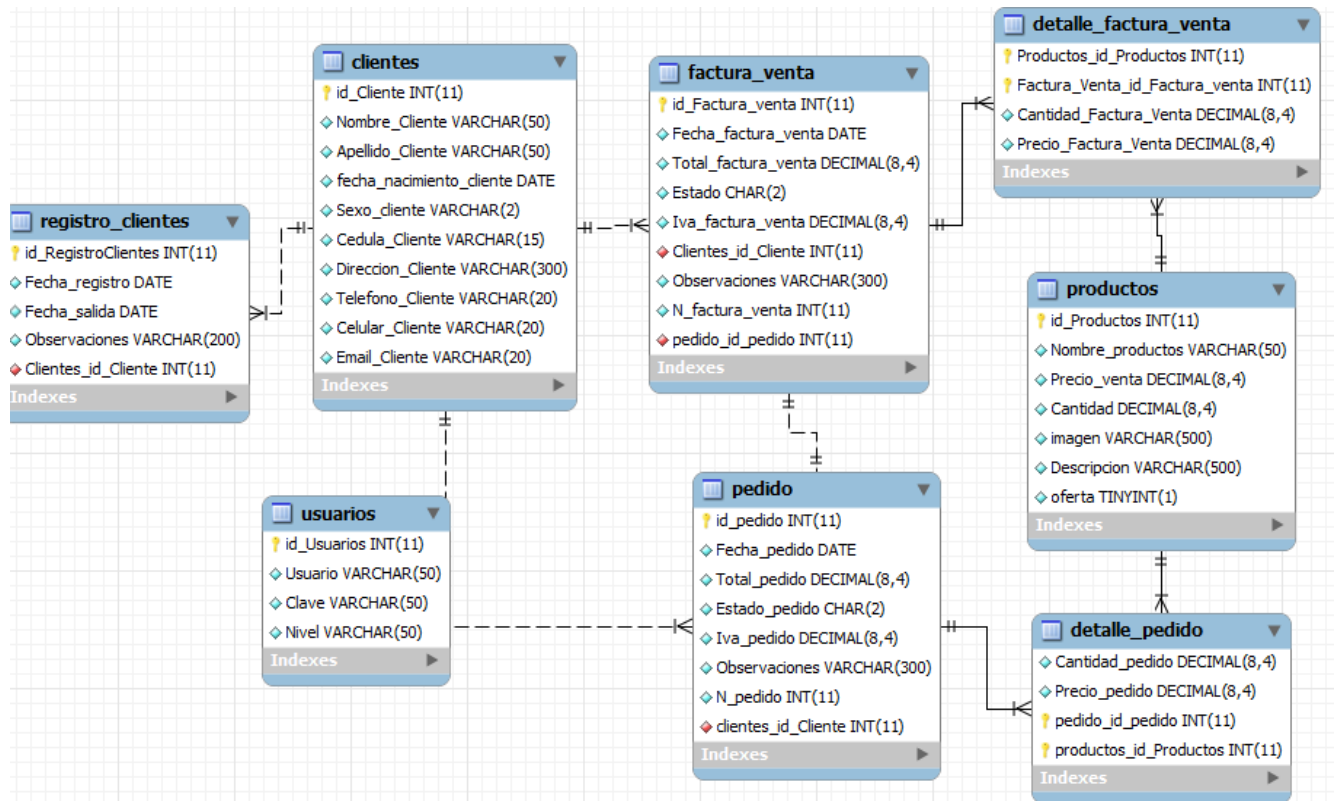 registro_clientes
id_RegistroClientes INT(11)
Fecha_registro DATE
Fecha_salida DATE
Observaciones VARCHAR(200)
Clientes_id_Cliente INT(11)
Indexes
clientes
id_Cliente INT(11)
Nombre_Cliente VARCHAR(50)
Apellido_Cliente VARCHAR(50)
fecha_nacimiento_cliente DATE
Sexo_cliente VARCHAR(2)
Cedula_Cliente VARCHAR(15)
Direccion_Cliente VARCHAR(300)
Telefono_Cliente VARCHAR(20)
Celular_Cliente VARCHAR(20)
Email_Cliente VARCHAR(20)
Indexes
usuarios
id_Usuarios INT(11)
Usuario VARCHAR(50)
Clave VARCHAR(50)
Nivel VARCHAR(50)
Indexes
factura_venta
id_Factura_venta INT(11)
Fecha_factura_venta DATE
Total_factura_venta DECIMAL(8,4)
Estado CHAR(2)
Iva_factura_venta DECIMAL(8,4)
Clientes_id_Cliente INT(11)
Observaciones VARCHAR(300)
N_factura_venta INT(11)
pedido_id_pedido INT(11)
Indexes
pedido
id_pedido INT(11)
Fecha_pedido DATE
Total_pedido DECIMAL(8,4)
Estado_pedido CHAR(2)
Iva_pedido DECIMAL(8,4)
Observaciones VARCHAR(300)
N_pedido INT(11)
clientes_id_Cliente INT(11)
Indexes
detalle_factura_venta
Productos_id_Productos INT(11)
Factura_Venta_id_Factura_venta INT(11)
Cantidad_Factura_Venta DECIMAL(8,4)
Precio_Factura_Venta DECIMAL(8,4)
Indexes
productos
id_Productos INT(11)
Nombre_productos VARCHAR(50)
Precio_venta DECIMAL(8,4)
Cantidad DECIMAL(8,4)
imagen VARCHAR(500)
Descripcion VARCHAR(500)
oferta TINYINT(1)
Indexes
detalle_pedido
Cantidad_pedido DECIMAL(8,4)
Precio_pedido DECIMAL(8,4)
pedido_id_pedido INT(11)
productos_id_Productos INT(11)
Indexes